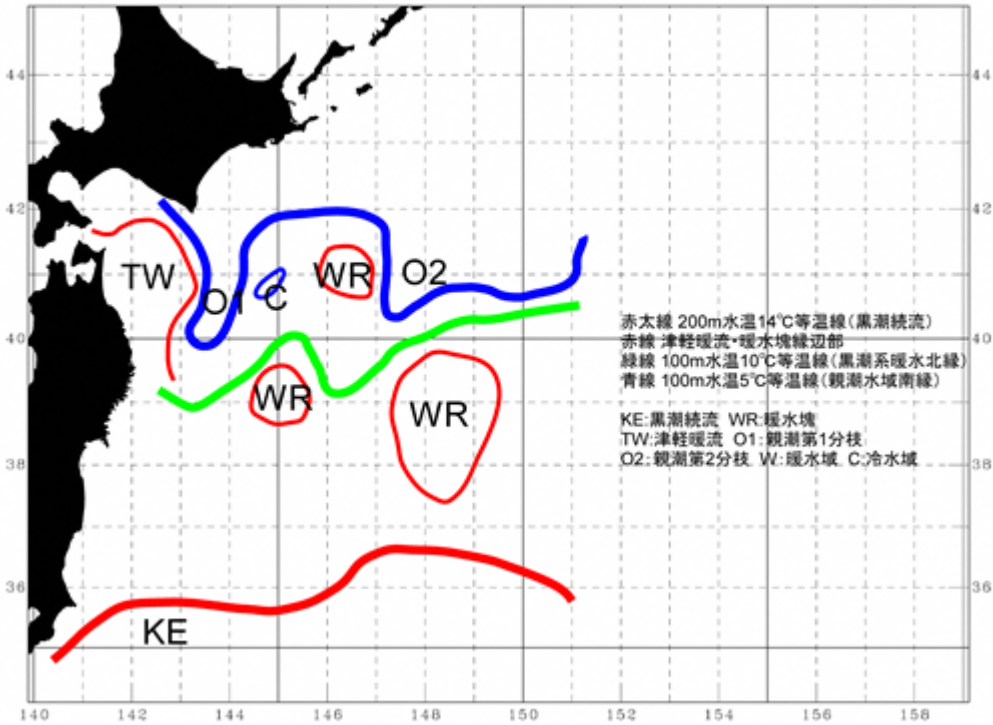 44
44
42
42
TW
WR
O2
O1
C
赤太線 200m水温14℃等温線(黒潮続流)
40
赤線 津軽暖流・暖水塊縁辺部
緑線 100m水温10℃等温線(黒潮系暖水北縁)
青線 100m水温5℃等温線(親潮水域南縁)
WR
WR
KE:黒潮続流 WR:暖水塊
TW:津軽暖流 O1:親潮第1分枝
O2:親潮第2分枝 W:暖水域 C:冷水域
38
38
36
36
KE
140 142 144 146 148 150 152 154 156 158